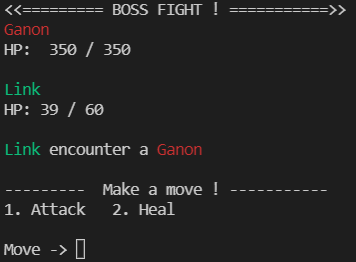 <<========= BOSS FIGHT ! ===========>>
Ganon
HP:  350 / 350
Link
HP: 39 / 60
Link encounter a Ganon
---------  Make a move ! -----------
1. Attack   2. Heal
Move ->